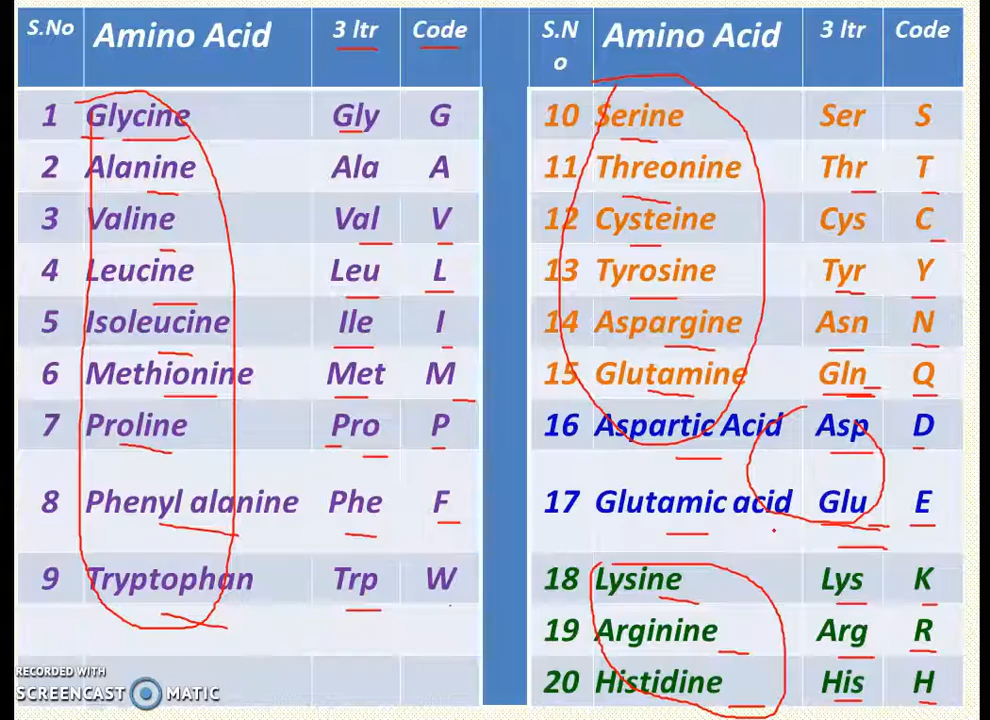 S.No Amino Acid 3 ltr Code
1 Glycine Gly G
2 Alanine Ala A
3 Valine Val V
4 Leucine Leu L
5 Isoleucine Ile I
6 Methionine Met M
7 Proline Pro P
8 Phenyl alanine Phe F
9 Tryptophan Trp W
S.N
o Amino Acid 3 ltr Code
10 Serine Ser S
11 Threonine Thr T
12 Cysteine Cys C
13 Tyrosine Tyr Y
14 Aspargine Asn N
15 Glutamine Gln Q
16 Aspartic Acid Asp D
17 Glutamic acid Glu E
18 Lysine Lys K
19 Arginine Arg R
20 Histidine His H
RECORDED WITH
SCREENCAST MATIC